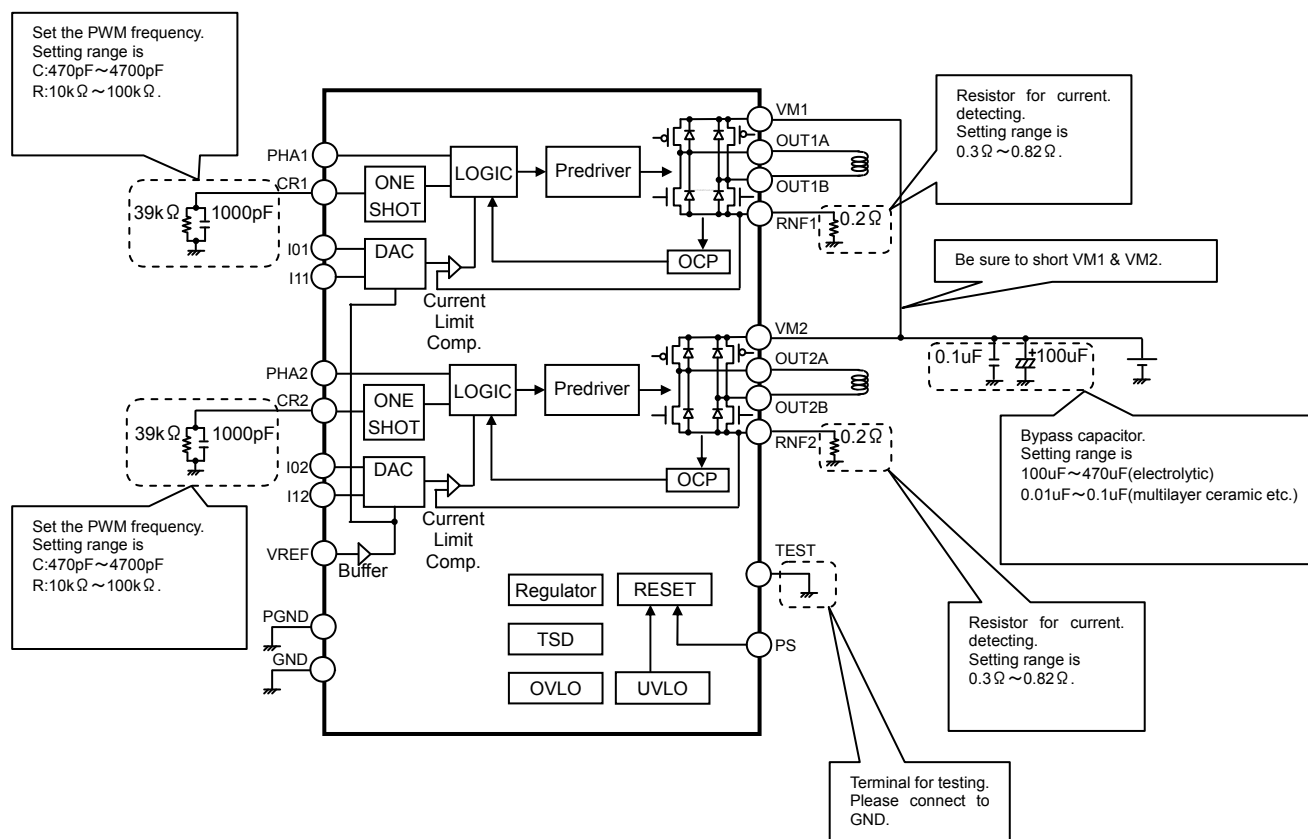 Set the PWM frequency.
Setting range is
C:470pF～4700pF
R:10kΩ～100kΩ.
39kΩ
1000pF
PHA1
CR1
I01
I11
ONE
SHOT
LOGIC
Predriver
DAC
Current
Limit
Comp.
OCP
VM1
OUT1A
OUT1B
RNF1
0.2Ω
Resistor for current.
detecting.
Setting range is
0.3Ω～0.82Ω.
Be sure to short VM1 & VM2.
PHA2
CR2
39kΩ
1000pF
I02
I12
ONE
SHOT
LOGIC
Predriver
DAC
Current
Limit
Comp.
OCP
VM2
OUT2A
OUT2B
RNF2
0.2Ω
0.1uF
+
100uF
Bypass capacitor.
Setting range is
100uF～470uF(electrolytic)
0.01uF～0.1uF(multilayer ceramic etc.)
Set the PWM frequency.
Setting range is
C:470pF～4700pF
R:10kΩ～100kΩ.
VREF
Buffer
PGND
GND
Regulator
RESET
TSD
OVLO
UVLO
TEST
PS
Resistor for current.
detecting.
Setting range is
0.3Ω～0.82Ω.
Terminal for testing.
Please connect to
GND.